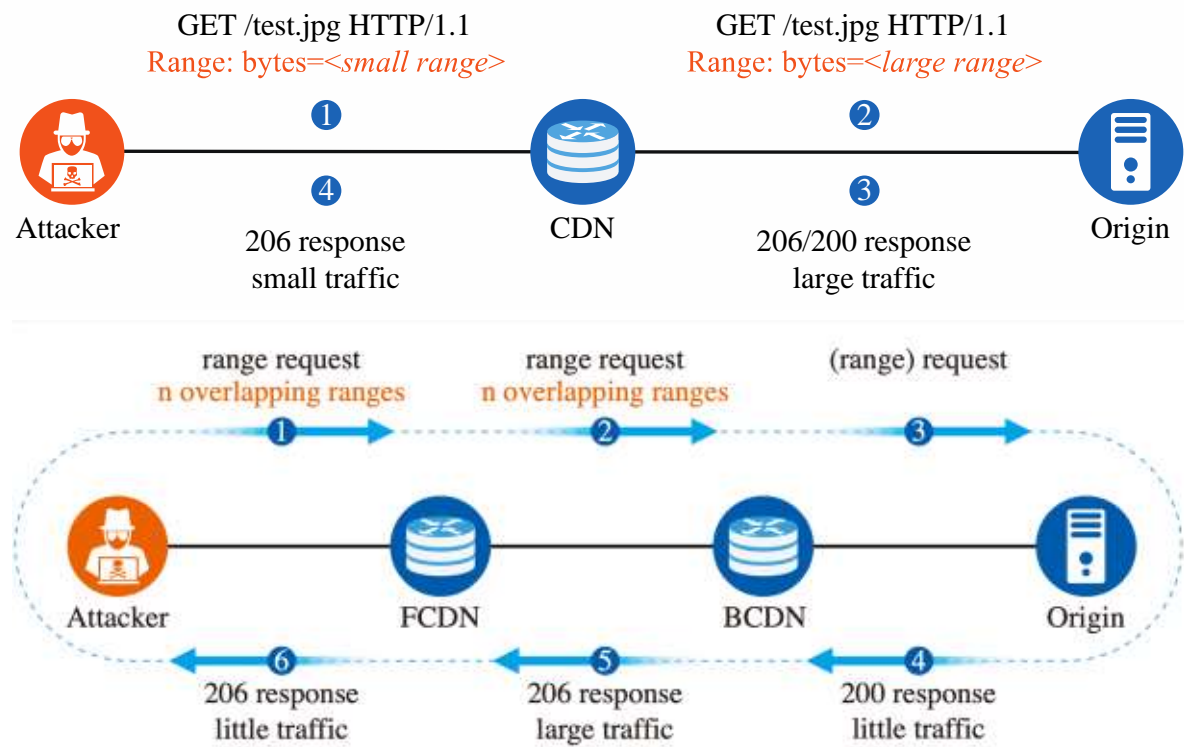 GET /test.jpg HTTP/1.1
Range: bytes=<small range>
GET /test.jpg HTTP/1.1
Range: bytes=<large range>
1
2
4
3
Attacker
CDN
Origin
206 response
small traffic
206/200 response
large traffic
range request
n overlapping ranges
range request
n overlapping ranges
(range) request
1
2
3
Attacker
FCDN
BCDN
Origin
6
5
4
206 response
little traffic
206 response
large traffic
200 response
little traffic